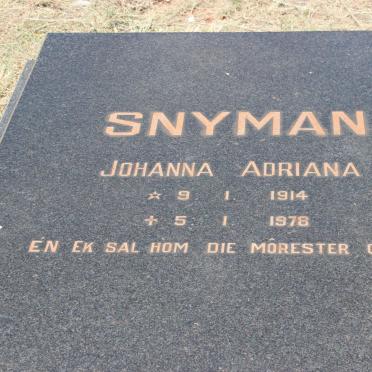 SNYMAN
JOHANNA ADRIANA
☆ 9 1 1914
+ 5 1 1978
EN EK SAL HOM DIE MÔRESTER